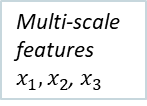 Multi-scale
features
x₁, x₂, x₃